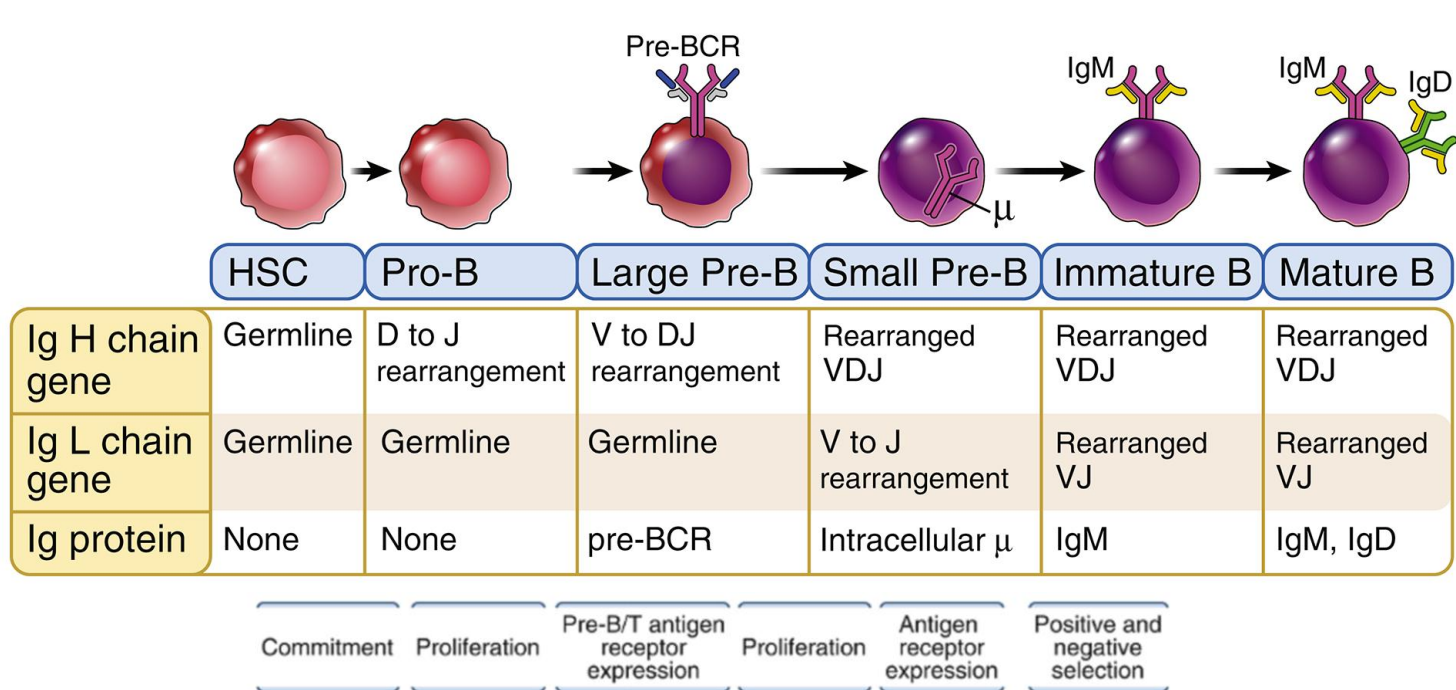 Pre-BCR
IgM
IgM
IgD
μ
HSC
Pro-B
Large Pre-B
Small Pre-B
Immature B
Mature B
Ig H chain
gene
Germline
D to J
rearrangement
V to DJ
rearrangement
Rearranged
VDJ
Rearranged
VDJ
Rearranged
VDJ
Ig L chain
gene
Germline
Germline
Germline
V to J
rearrangement
Rearranged
VJ
Rearranged
VJ
Ig protein
None
None
pre-BCR
Intracellular μ
IgM
IgM, IgD
Commitment
Proliferation
Pre-B/T antigen
receptor
expression
Proliferation
Antigen
receptor
expression
Positive and
negative
selection